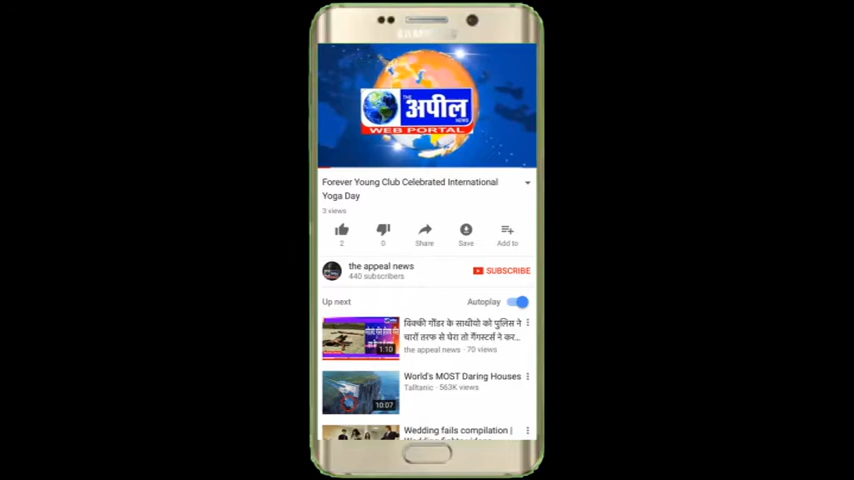 SAMSUNG
THE
अपील
NEWS
WEB PORTAL
Forever Young Club Celebrated International
Yoga Day
3 views
2
0
Share
Save
Add to
the appeal news
440 subscribers
SUBSCRIBE
Up next
Autoplay
विक्की गौंडर के साथीयो को पुलिस ने
चारों तरफ से घेरा तो गैंगस्टर्स ने कर...
the appeal news · 70 views
1:10
World's MOST Daring Houses
Talltanic · 563K views
10:07
Wedding fails compilation |